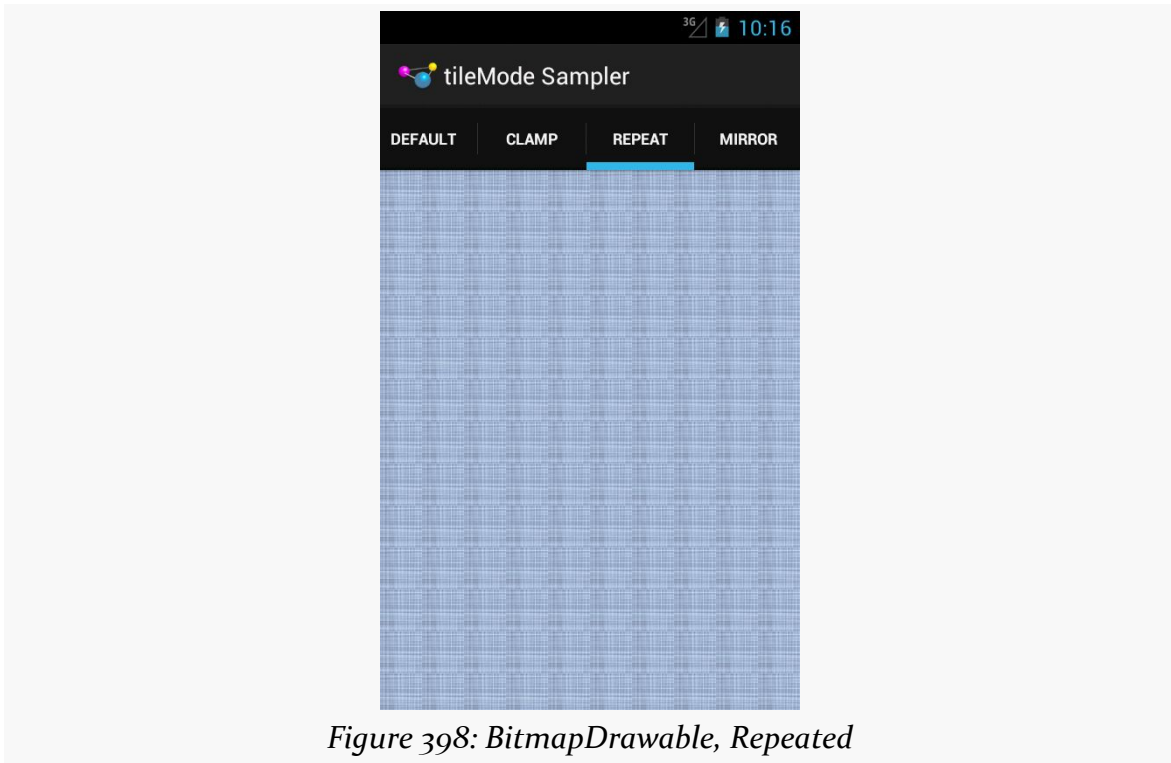 3G 10:16
tileMode Sampler
DEFAULT CLAMP REPEAT MIRROR
Figure 398: BitmapDrawable, Repeated